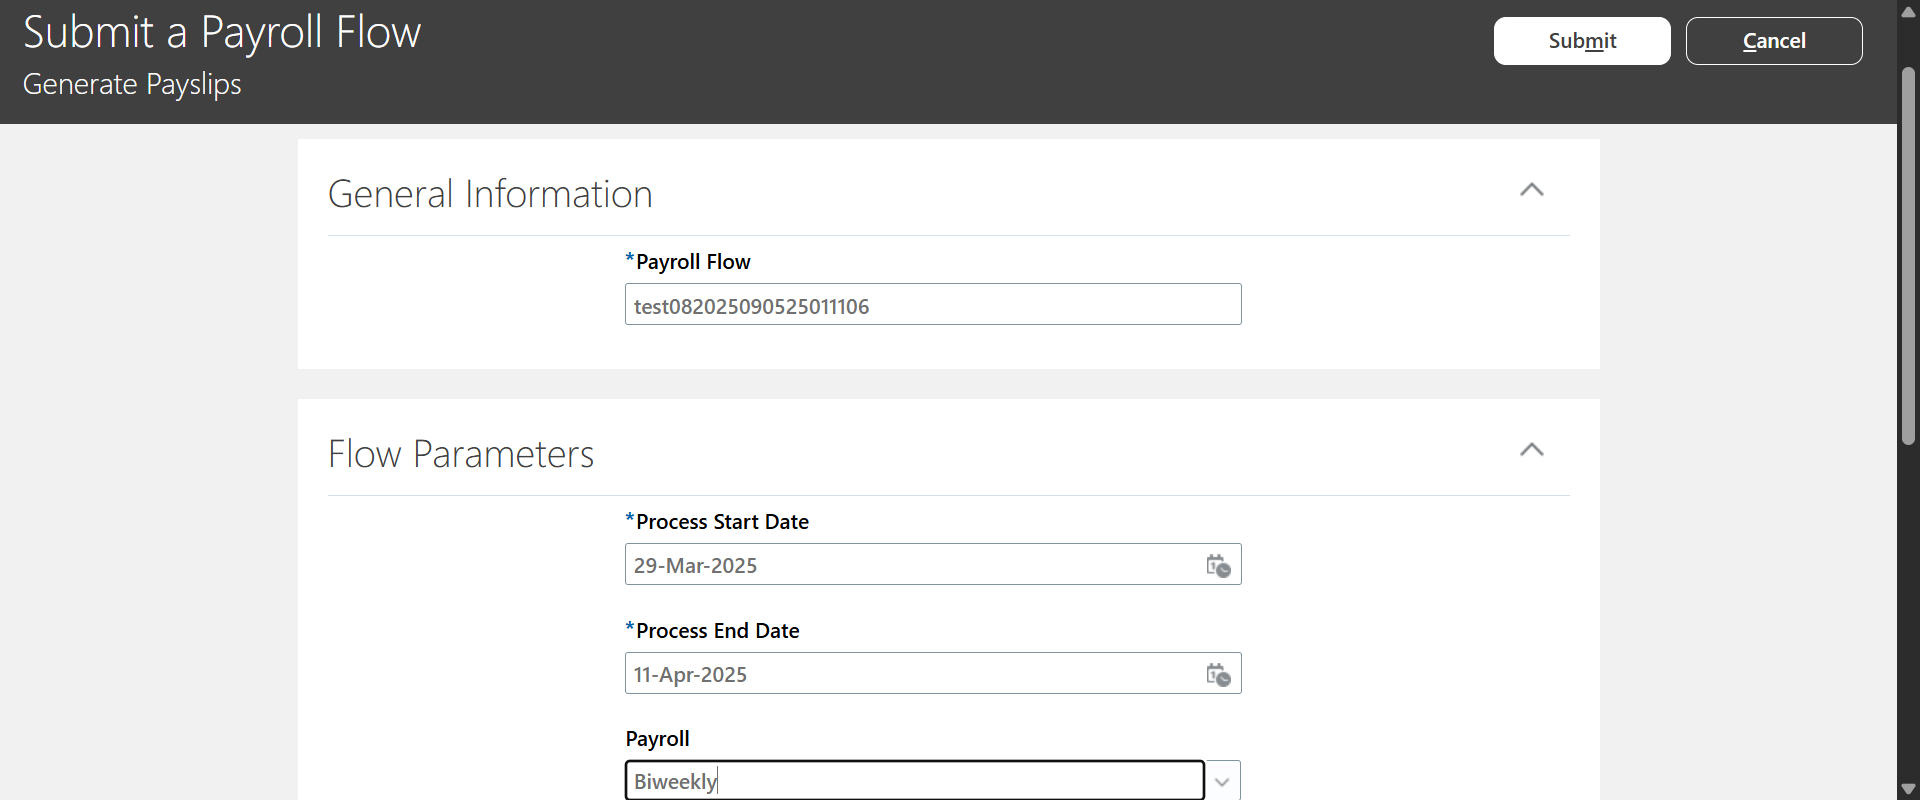 Submit a Payroll Flow
Generate Payslips
Submit
Cancel
General Information
*Payroll Flow
test082025090525011106
Flow Parameters
*Process Start Date
29-Mar-2025
*Process End Date
11-Apr-2025
Payroll
Biweekly